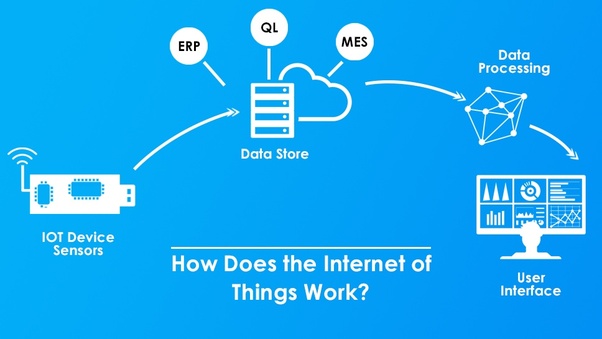 ERP
QL
MES
Data
Processing
Data Store
IOT Device
Sensors
How Does the Internet of
Things Work?
User
Interface